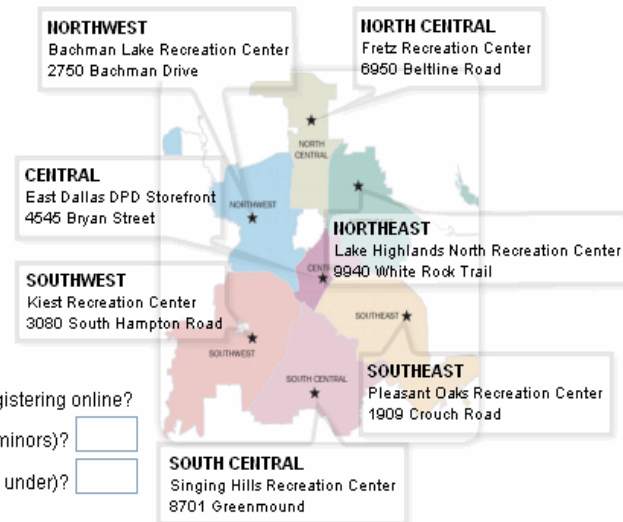 NORTHWEST
Bachman Lake Recreation Center
2750 Bachman Drive
NORTH CENTRAL
Fretz Recreation Center
6950 Beltline Road
NORTH
CENTRAL
CENTRAL
East Dallas DPD Storefront
4545 Bryan Street
NORTHWEST
NORTHEAST
Lake Highlands North Recreation Center
9940 White Rock Trail
SOUTHWEST
Kiest Recreation Center
3080 South Hampton Road
SOUTHEAST
SOUTHWEST
SOUTH CENTRAL
SOUTHEAST
Pleasant Oaks Recreation Center
1909 Crouch Road
gistering online?
minors)?
under)?
SOUTH CENTRAL
Singing Hills Recreation Center
8701 Greenmound